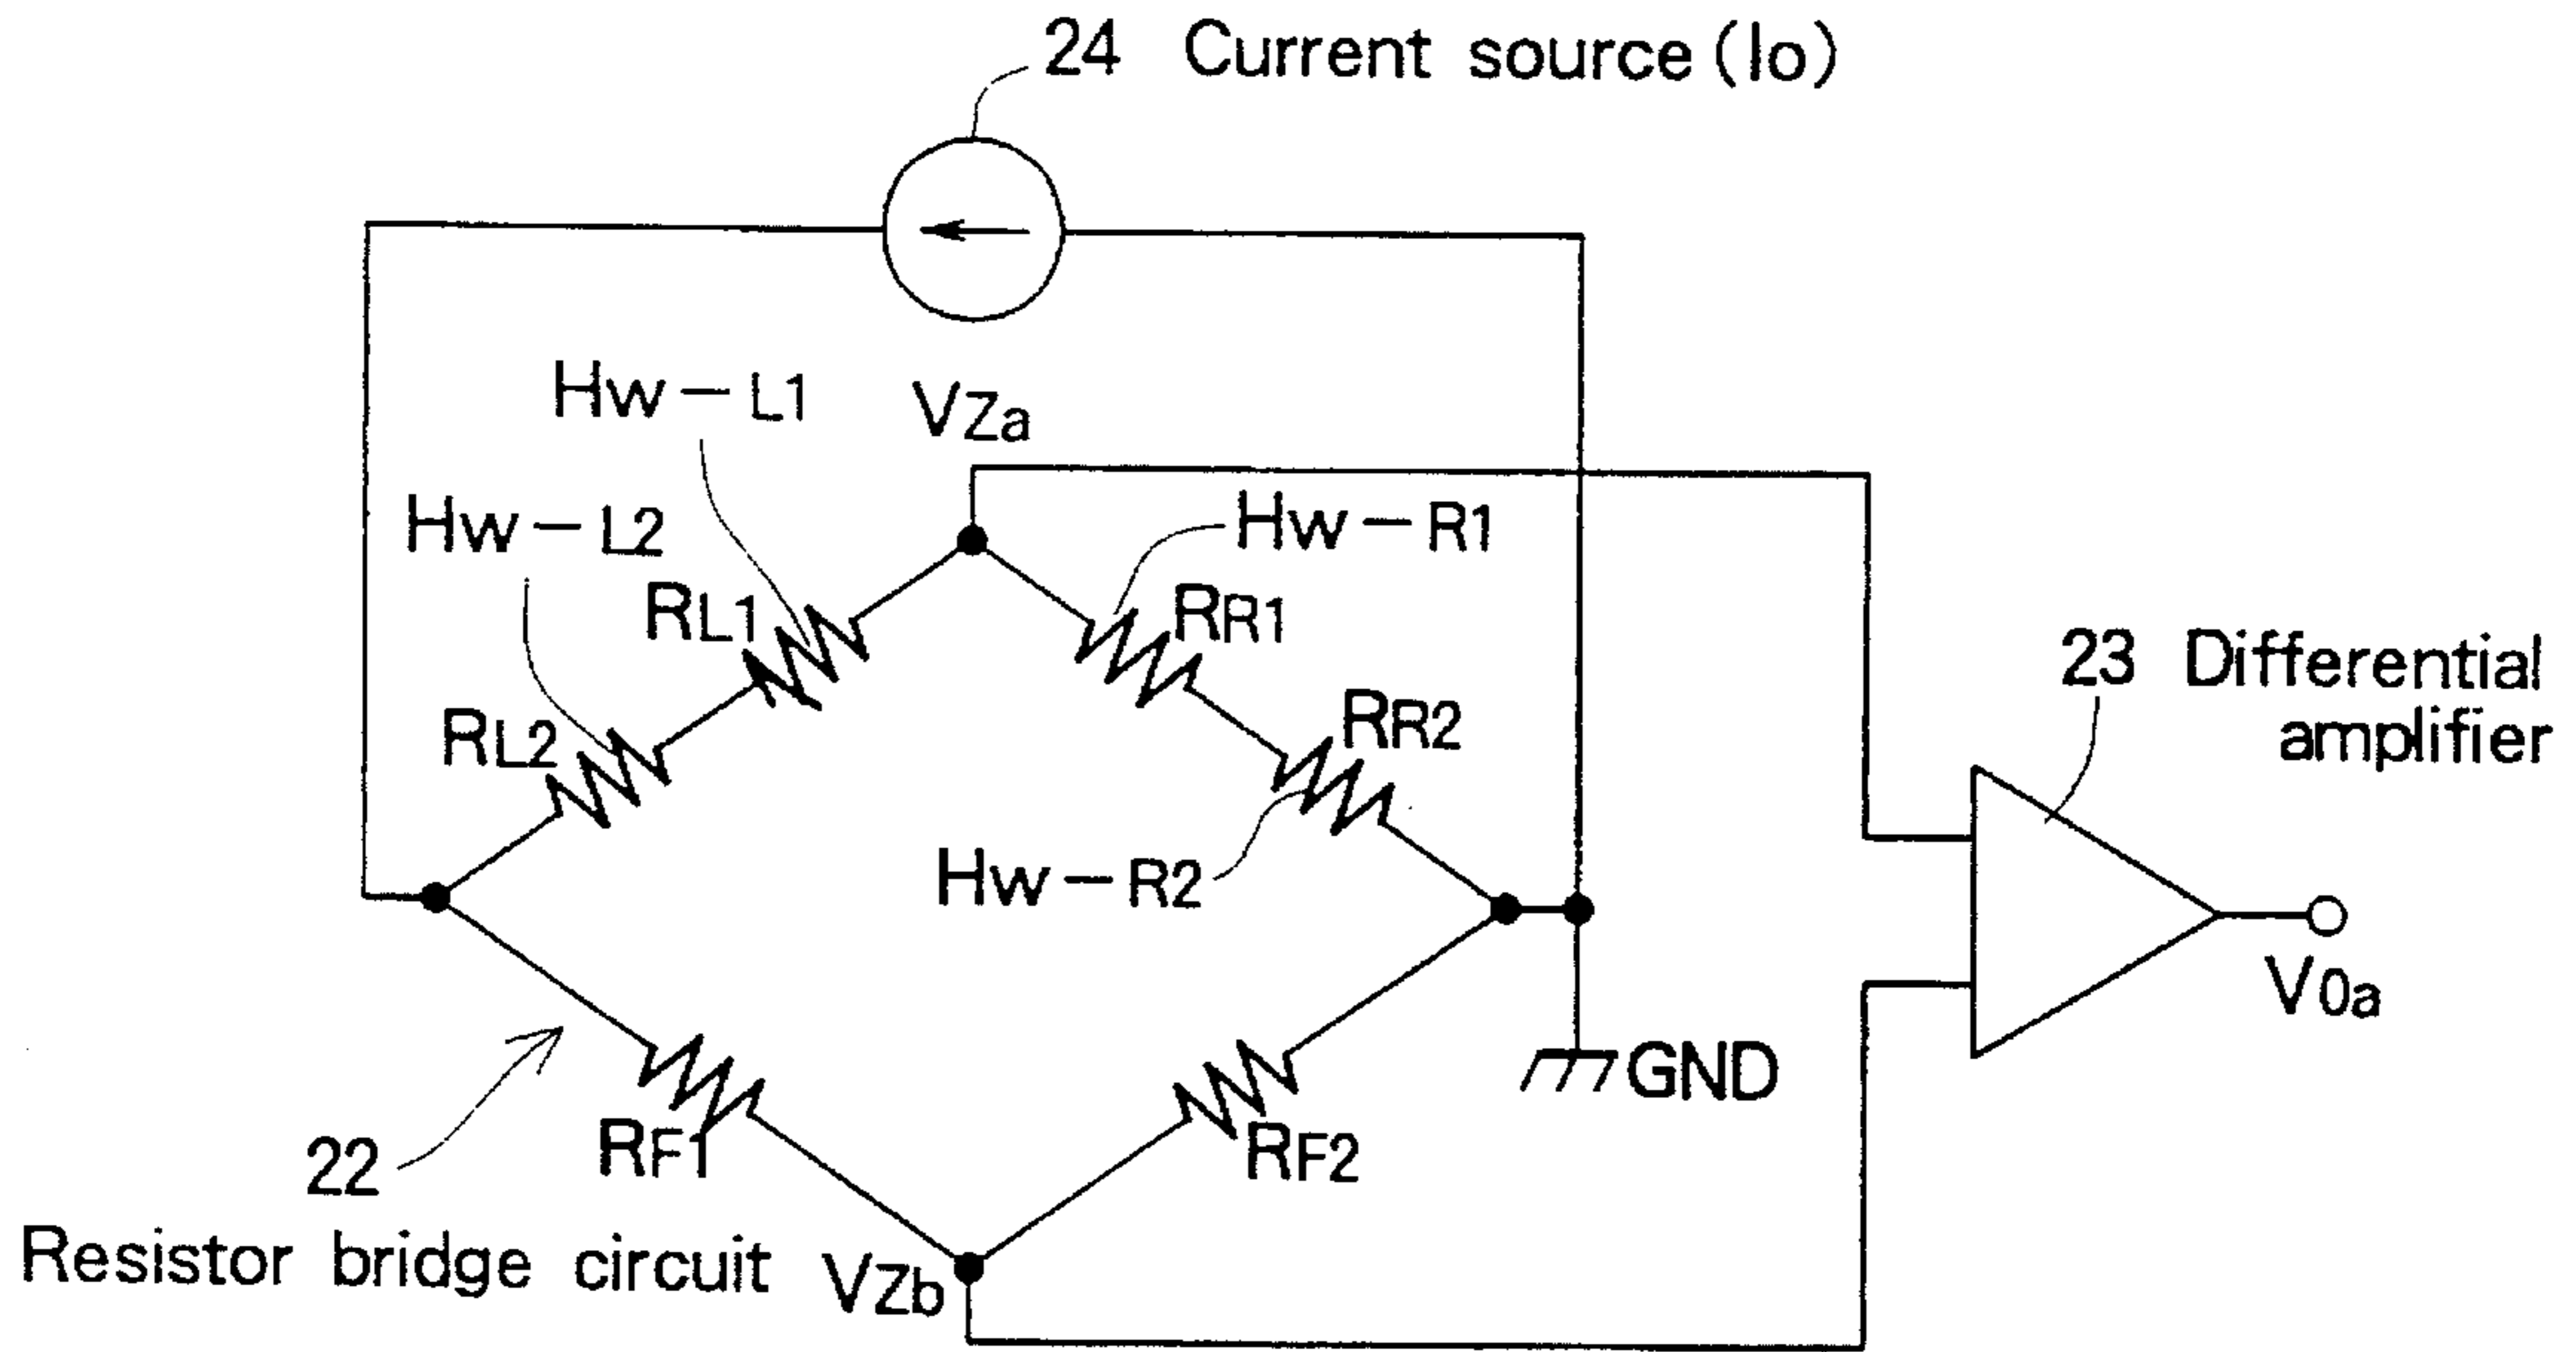 24 Current source (Io)
Hw-L1
VZa
Hw-L2
Hw-R1
RL1
RR1
23 Differential
amplifier
RL2
RR2
Hw-R2
V0a
GND
RF1
RF2
22
Resistor bridge circuit
VZb